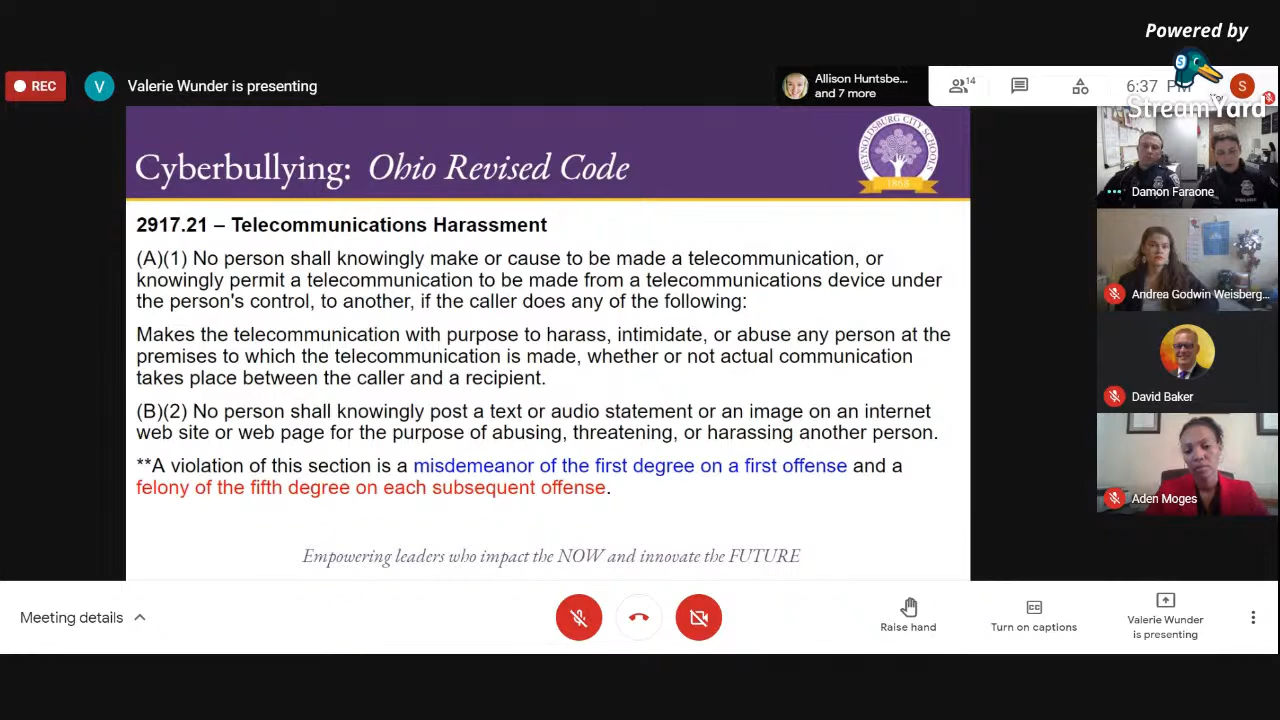 Powered by
StreamYard
REC
V
Valerie Wunder is presenting
Allison Huntsbe...
and 7 more
14
6:37 PM
S
Cyberbullying: Ohio Revised Code
REYNOLDSBURG CITY SCHOOLS
1868
2917.21 – Telecommunications Harassment
(A)(1) No person shall knowingly make or cause to be made a telecommunication, or
knowingly permit a telecommunication to be made from a telecommunications device under
the person's control, to another, if the caller does any of the following:
Makes the telecommunication with purpose to harass, intimidate, or abuse any person at the
premises to which the telecommunication is made, whether or not actual communication
takes place between the caller and a recipient.
(B)(2) No person shall knowingly post a text or audio statement or an image on an internet
web site or web page for the purpose of abusing, threatening, or harassing another person.
**A violation of this section is a misdemeanor of the first degree on a first offense and a
felony of the fifth degree on each subsequent offense.
Empowering leaders who impact the NOW and innovate the FUTURE
Damon Faraone
Andrea Godwin Weisberg...
David Baker
Aden Moges
Meeting details
Raise hand
CC
Turn on captions
Valerie Wunder
is presenting